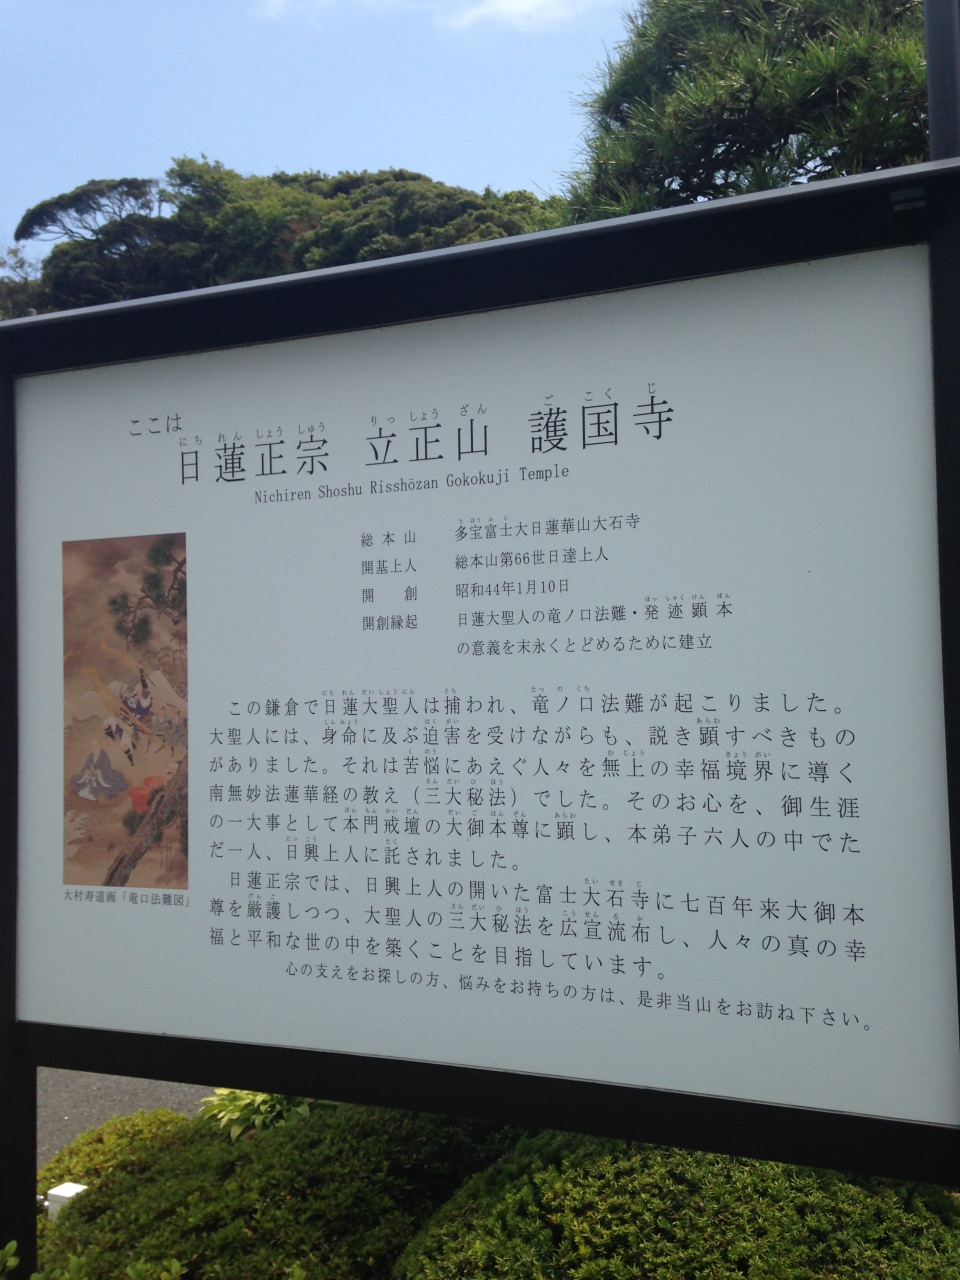 ここは
日蓮正宗 立正山 護国寺
Nichiren Shoshu Risshōzan Gokokuji Temple
総本山 多宝富士大日蓮華山大石寺
開基上人 総本山第66世日達上人
開創 昭和44年1月10日
開創縁起 日蓮大聖人の竜ノ口法難・発迹顕本
の意義を末永くとどめるために建立
この鎌倉で日蓮大聖人は捕われ、竜ノ口法難が起こりました。
大聖人には、身命に及ぶ迫害を受けながらも、説き顕すべきもの
がありました。それは苦悩にあえぐ人々を無上の幸福境界に導く
南無妙法蓮華経の教え（三大秘法）でした。そのお心を、御生涯
の一大事として本門戒壇の大御本尊に顕し、本弟子六人の中でた
だ一人、日興上人に託されました。
日蓮正宗では、日興上人の開いた富士大石寺に七百年来大御本
尊を厳護しつつ、大聖人の三大秘法を広宣流布し、人々の真の幸
福と平和な世の中を築くことを目指しています。
心の支えをお探しの方、悩みをお持ちの方は、是非当山をお訪ね下さい。
大村寿道画「竜口法難図」